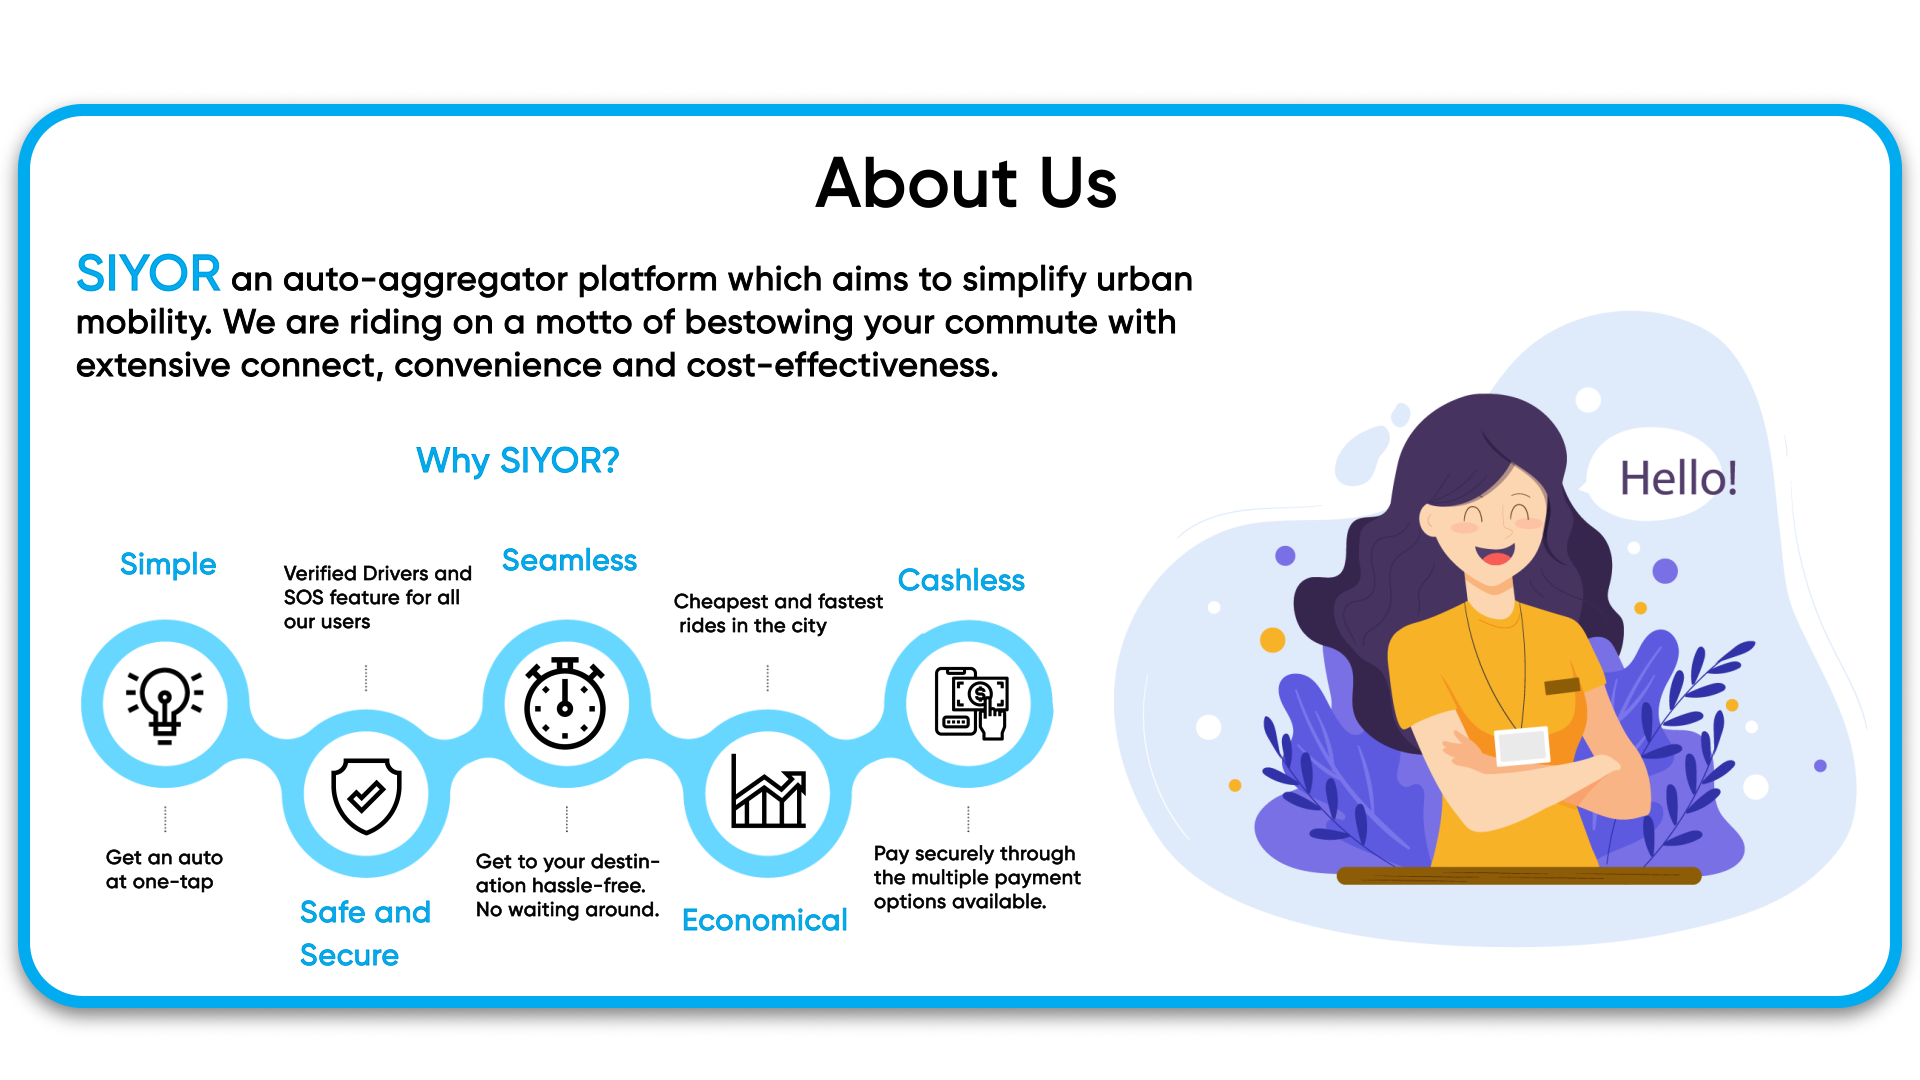 About Us
SIYOR an auto-aggregator platform which aims to simplify urban
mobility. We are riding on a motto of bestowing your commute with
extensive connect, convenience and cost-effectiveness.
Why SIYOR?
Simple
Get an auto
at one-tap
Verified Drivers and
SOS feature for all
our users
Safe and
Secure
Seamless
Get to your destin-
ation hassle-free.
No waiting around.
Cheapest and fastest
rides in the city
Economical
Cashless
Pay securely through
the multiple payment
options available.
Hello!